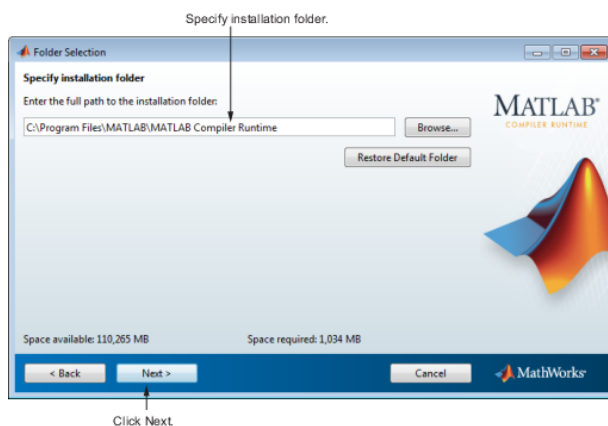 Specify installation folder.
Folder Selection
Specify installation folder
Enter the full path to the installation folder:
C:\Program Files\MATLAB\MATLAB Compiler Runtime
Browse...
Restore Default Folder
MATLAB®
COMPILER RUNTIME
Space available: 110,265 MB
Space required: 1,034 MB
< Back
Next >
Cancel
MathWorks®
Click Next.